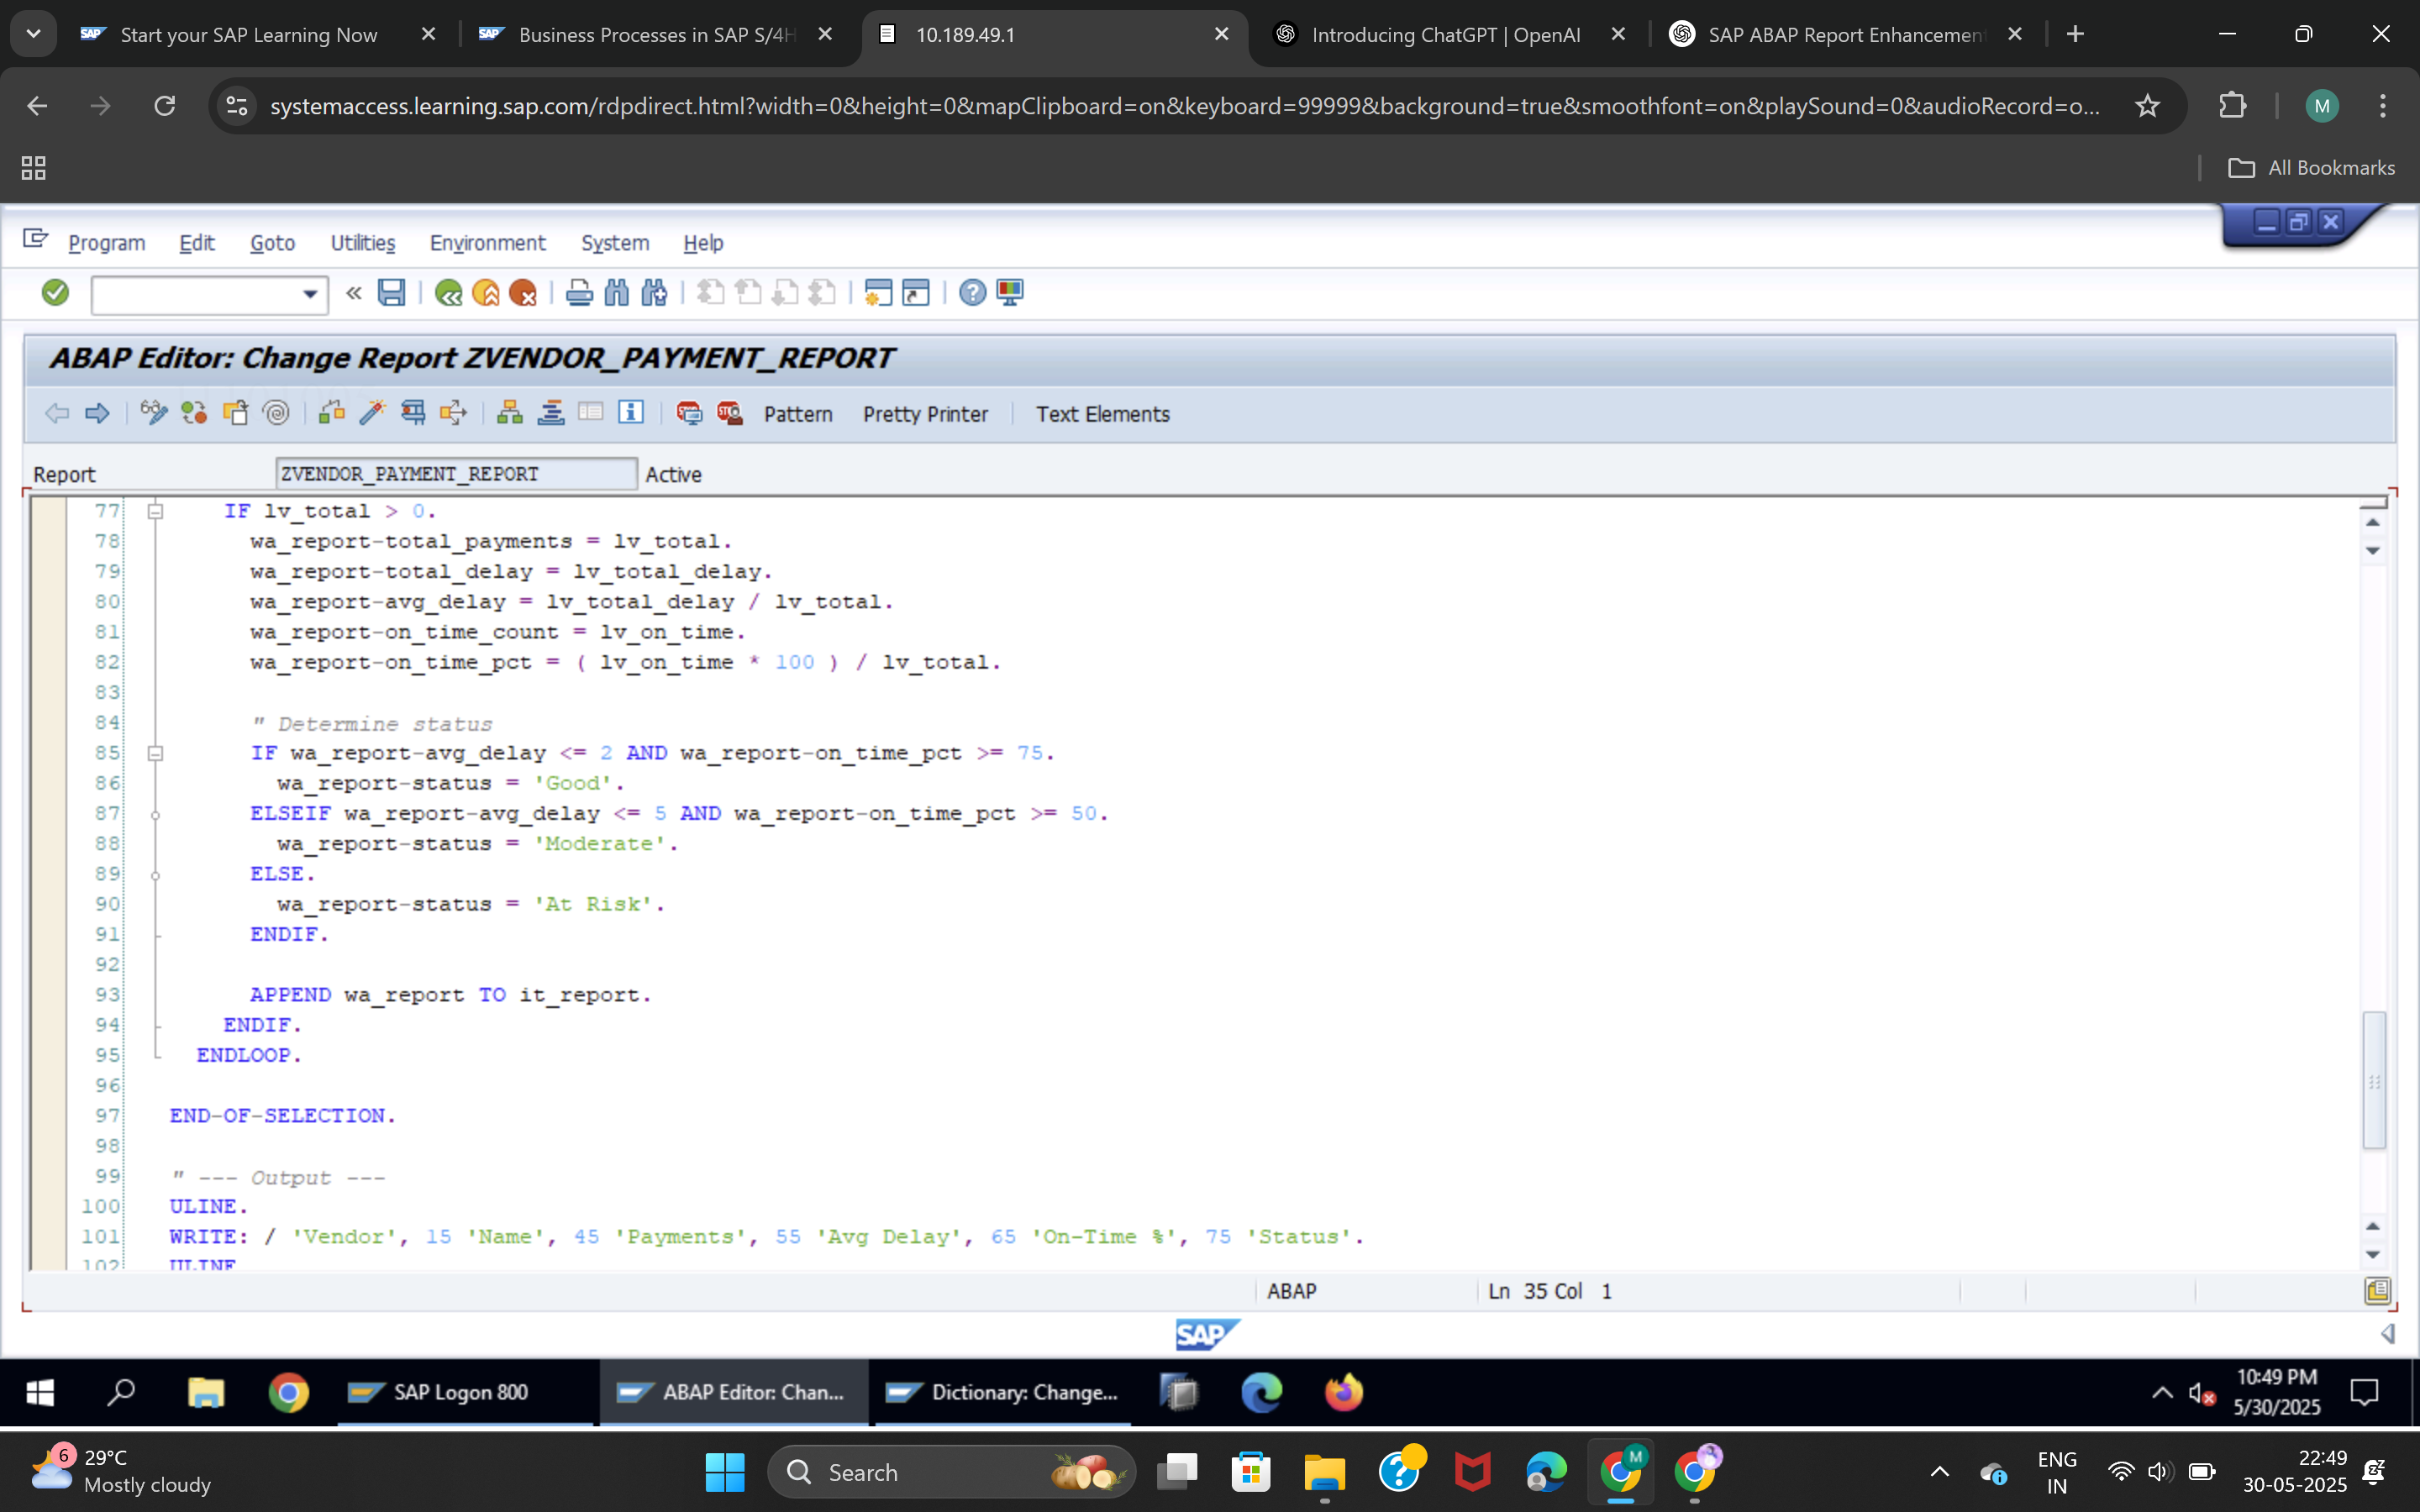 Start your SAP Learning Now
Business Processes in SAP S/4H
10.189.49.1
Introducing ChatGPT | OpenAI
SAP ABAP Report Enhancemen
systemaccess.learning.sap.com/rdpdirect.html?width=0&height=0&mapClipboard=on&keyboard=99999&background=true&smoothfont=on&playSound=0&audioRecord=o...
M
All Bookmarks
Program Edit Goto Utilities Environment System Help
ABAP Editor: Change Report ZVENDOR_PAYMENT_REPORT
Pattern Pretty Printer Text Elements
Report ZVENDOR_PAYMENT_REPORT Active
77 IF lv_total > 0.
78 wa_report-total_payments = lv_total.
79 wa_report-total_delay = lv_total_delay.
80 wa_report-avg_delay = lv_total_delay / lv_total.
81 wa_report-on_time_count = lv_on_time.
82 wa_report-on_time_pct = ( lv_on_time * 100 ) / lv_total.
83
84 " Determine status
85 IF wa_report-avg_delay <= 2 AND wa_report-on_time_pct >= 75.
86 wa_report-status = 'Good'.
87 ELSEIF wa_report-avg_delay <= 5 AND wa_report-on_time_pct >= 50.
88 wa_report-status = 'Moderate'.
89 ELSE.
90 wa_report-status = 'At Risk'.
91 ENDIF.
92
93 APPEND wa_report TO it_report.
94 ENDIF.
95 ENDLOOP.
96
97 END-OF-SELECTION.
98
99 " --- Output ---
100 ULINE.
101 WRITE: / 'Vendor', 15 'Name', 45 'Payments', 55 'Avg Delay', 65 'On-Time %', 75 'Status'.
102 ULINE
ABAP Ln 35 Col 1
SAP
SAP Logon 800
ABAP Editor: Chan...
Dictionary: Change...
10:49 PM
5/30/2025
6
29°C
Mostly cloudy
Search
M
ENG
IN
22:49
30-05-2025